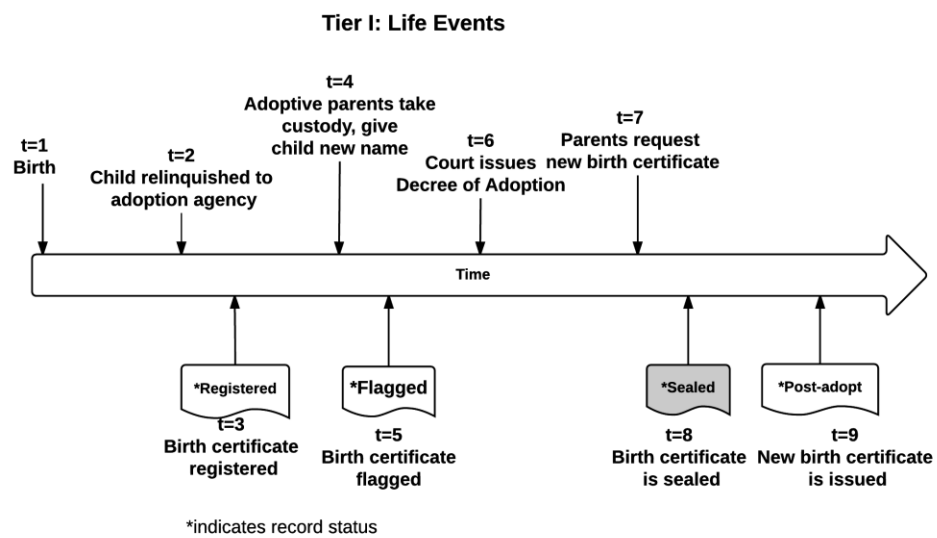 Tier I: Life Events
t=1
Birth
t=2
Child relinquished to
adoption agency
t=4
Adoptive parents take
custody, give
child new name
t=6
Court issues
Decree of Adoption
t=7
Parents request
new birth certificate
Time
*Registered
t=3
Birth certificate
registered
*Flagged
t=5
Birth certificate
flagged
*Sealed
t=8
Birth certificate
is sealed
*Post-adopt
t=9
New birth certificate
is issued
*indicates record status